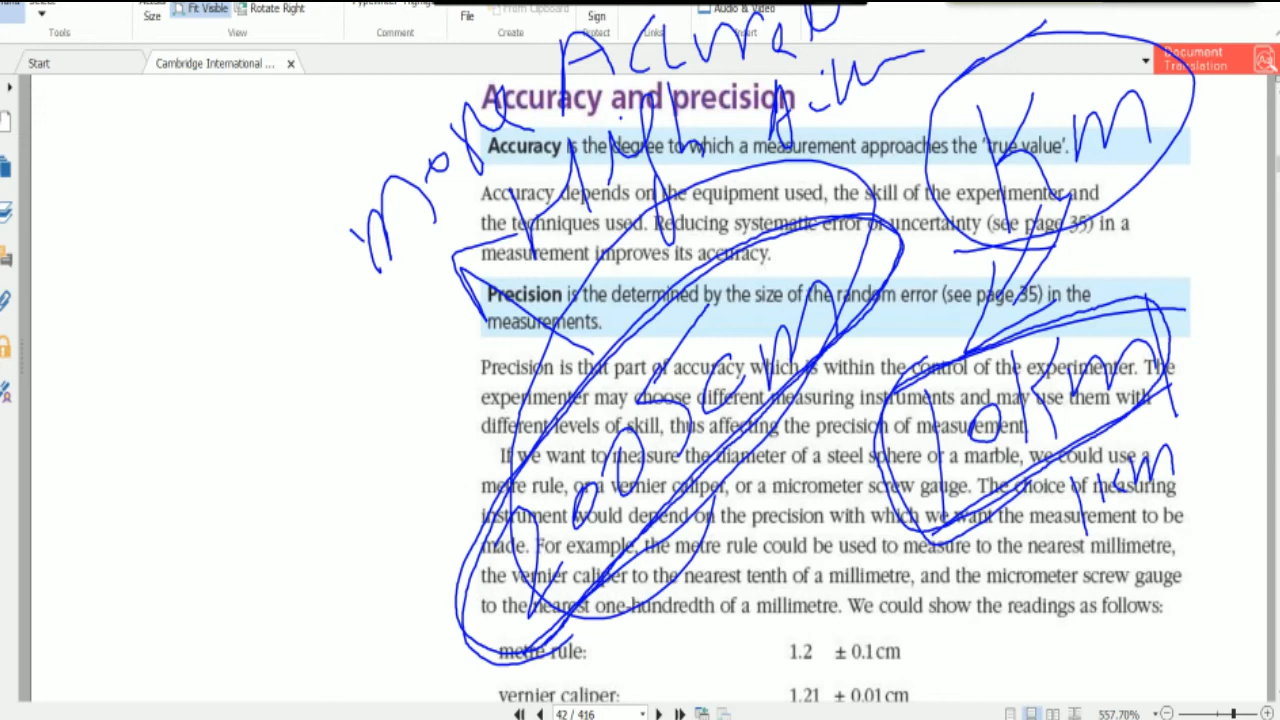 Size
Fit Visible
Rotate Right
File
From Clipboard
Sign
Audio & Video
Tools
View
Comment
Create
Protect
Links
Insert
Start
Cambridge International ...
Document
Translation
more Accura
High
Km
Accuracy and precision
Accuracy is the degree to which a measurement approaches the 'true value'.
Accuracy depends on the equipment used, the skill of the experimenter and
the techniques used. Reducing systematic error or uncertainty (see page 35) in a
measurement improves its accuracy.
Precision is the determined by the size of the random error (see page 35) in the
measurements.
Precision is that part of accuracy which is within the control of the experimenter. The
experimenter may choose different measuring instruments and may use them with
different levels of skill, thus affecting the precision of measurement.
If we want to measure the diameter of a steel sphere or a marble, we could use a
metre rule, or a vernier caliper, or a micrometer screw gauge. The choice of measuring
instrument would depend on the precision with which we want the measurement to be
made. For example, the metre rule could be used to measure to the nearest millimetre,
the vernier caliper to the nearest tenth of a millimetre, and the micrometer screw gauge
to the nearest one-hundredth of a millimetre. We could show the readings as follows:
10Km
1km
metre rule: 1.2 ± 0.1 cm
vernier caliper: 1.21 ± 0.01 cm
42 / 416
557.70%